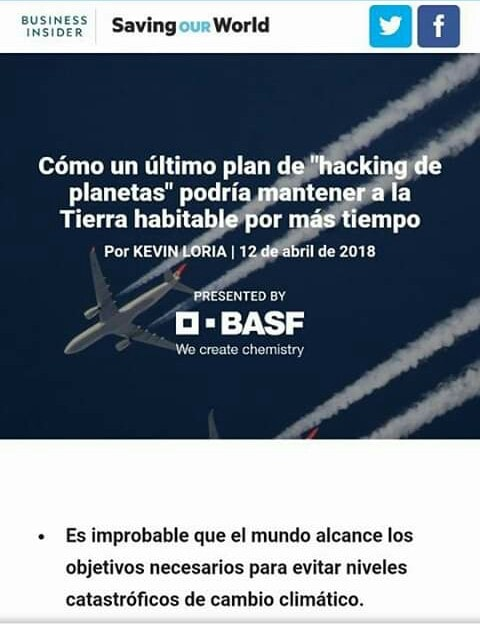 BUSINESS
INSIDER
Saving OUR World
Cómo un último plan de "hacking de
planetas" podría mantener a la
Tierra habitable por más tiempo
Por KEVIN LORIA | 12 de abril de 2018
PRESENTED BY
BASF
We create chemistry
• Es improbable que el mundo alcance los
objetivos necesarios para evitar niveles
catastróficos de cambio climático.